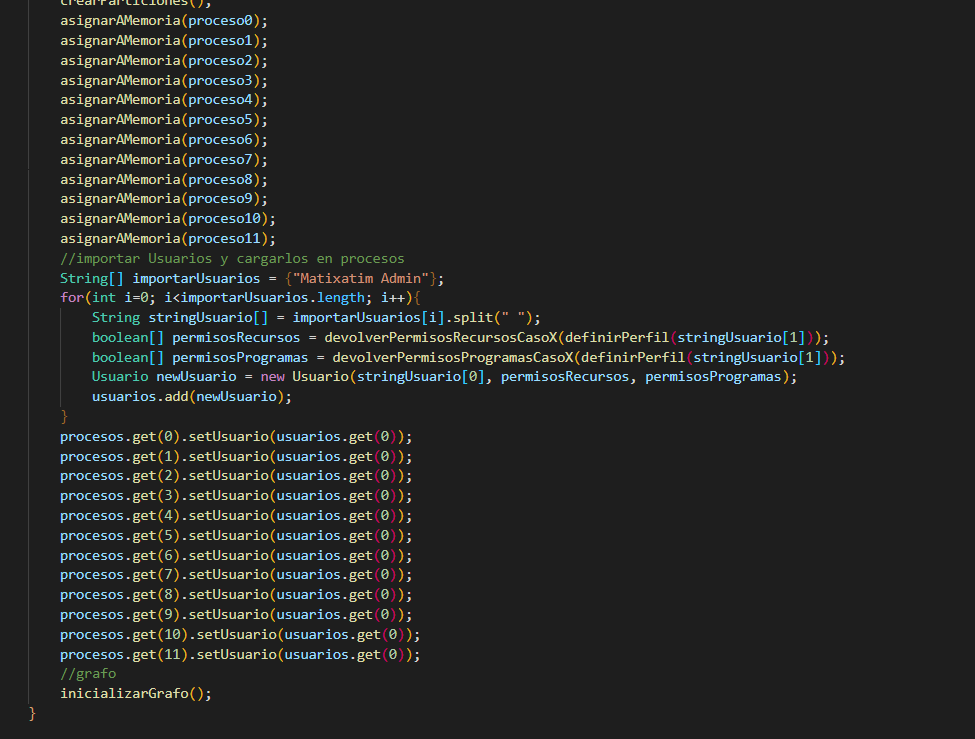 crearParticiones();
asignarAMemoria(proceso0);
asignarAMemoria(proceso1);
asignarAMemoria(proceso2);
asignarAMemoria(proceso3);
asignarAMemoria(proceso4);
asignarAMemoria(proceso5);
asignarAMemoria(proceso6);
asignarAMemoria(proceso7);
asignarAMemoria(proceso8);
asignarAMemoria(proceso9);
asignarAMemoria(proceso10);
asignarAMemoria(proceso11);
//importar Usuarios y cargarlos en procesos
String[] importarUsuarios = {"Matixatim Admin"};
for(int i=0; i<importarUsuarios.length; i++){
String stringUsuario[] = importarUsuarios[i].split(" ");
boolean[] permisosRecursos = devolverPermisosRecursosCasoX(definirPerfil(stringUsuario[1]));
boolean[] permisosProgramas = devolverPermisosProgramasCasoX(definirPerfil(stringUsuario[1]));
Usuario newUsuario = new Usuario(stringUsuario[0], permisosRecursos, permisosProgramas);
usuarios.add(newUsuario);
}
procesos.get(0).setUsuario(usuarios.get(0));
procesos.get(1).setUsuario(usuarios.get(0));
procesos.get(2).setUsuario(usuarios.get(0));
procesos.get(3).setUsuario(usuarios.get(0));
procesos.get(4).setUsuario(usuarios.get(0));
procesos.get(5).setUsuario(usuarios.get(0));
procesos.get(6).setUsuario(usuarios.get(0));
procesos.get(7).setUsuario(usuarios.get(0));
procesos.get(8).setUsuario(usuarios.get(0));
procesos.get(9).setUsuario(usuarios.get(0));
procesos.get(10).setUsuario(usuarios.get(0));
procesos.get(11).setUsuario(usuarios.get(0));
//grafo
inicializarGrafo();
}